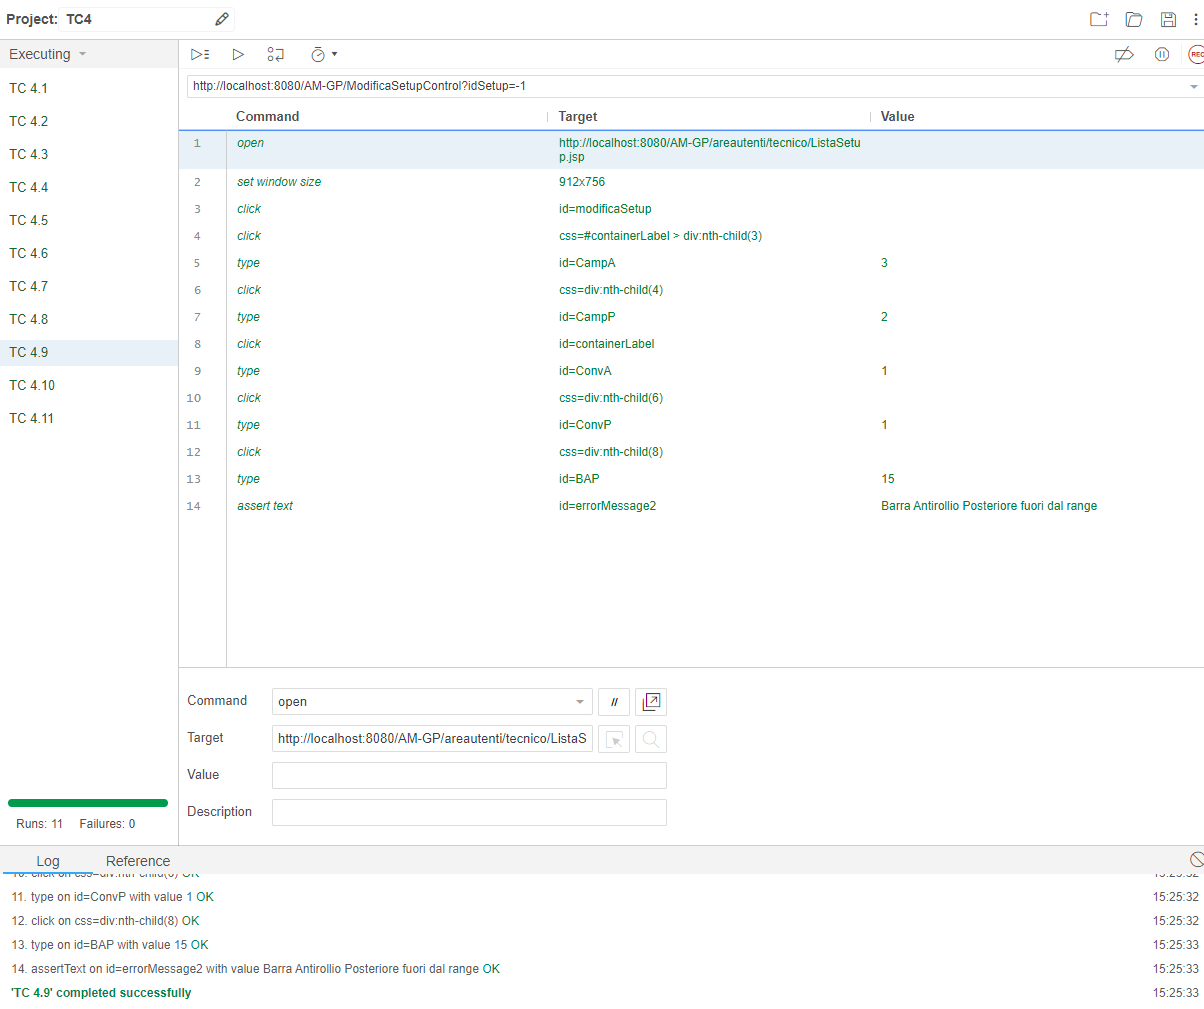 Project: TC4
Executing
TC 4.1
TC 4.2
TC 4.3
TC 4.4
TC 4.5
TC 4.6
TC 4.7
TC 4.8
TC 4.9
TC 4.10
TC 4.11
Runs: 11 Failures: 0
REC
http://localhost:8080/AM-GP/ModificaSetupControl?idSetup=-1
Command Target Value
1 open http://localhost:8080/AM-GP/areautenti/tecnico/ListaSetu
p.jsp
2 set window size 912x756
3 click id=modificaSetup
4 click css=#containerLabel > div:nth-child(3)
5 type id=CampA 3
6 click css=div:nth-child(4)
7 type id=CampP 2
8 click id=containerLabel
9 type id=ConvA 1
10 click css=div:nth-child(6)
11 type id=ConvP 1
12 click css=div:nth-child(8)
13 type id=BAP 15
14 assert text id=errorMessage2 Barra Antirollio Posteriore fuori dal range
Command open //
Target http://localhost:8080/AM-GP/areautenti/tecnico/ListaS
Value
Description
Log Reference
10. click on css=div:nth-child(6) OK 15:25:32
11. type on id=ConvP with value 1 OK 15:25:32
12. click on css=div:nth-child(8) OK 15:25:32
13. type on id=BAP with value 15 OK 15:25:33
14. assertText on id=errorMessage2 with value Barra Antirollio Posteriore fuori dal range OK 15:25:33
'TC 4.9' completed successfully 15:25:33